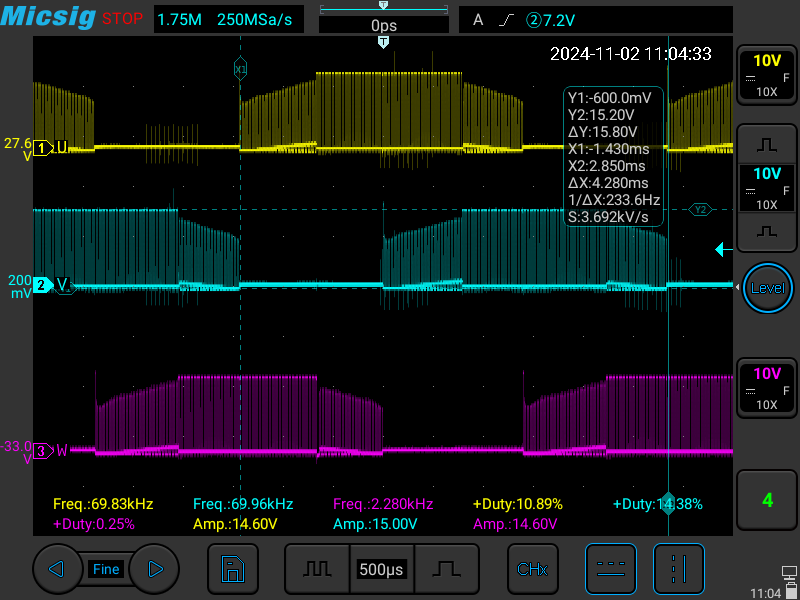 Micsig STOP 1.75M 250MSa/s 0ps A ②7.2V
T
2024-11-02 11:04:33
X1
10V
F
10X
Y1:-600.0mV
Y2:15.20V
ΔY:15.80V
X1:-1.430ms
X2:2.850ms
ΔX:4.280ms
1/ΔX:233.6Hz
S:3.692kV/s
27.6
V
1 U
10V
F
10X
Y2
200
mV
2 V
Level
10V
F
10X
-33.0
V
3 W
Freq.:69.83kHz Freq.:69.96kHz Freq.:2.280kHz +Duty:10.89% +Duty:14.38%
+Duty:0.25% Amp.:14.60V Amp.:15.00V Amp.:14.60V
4
Fine 500μs CHx
11:04